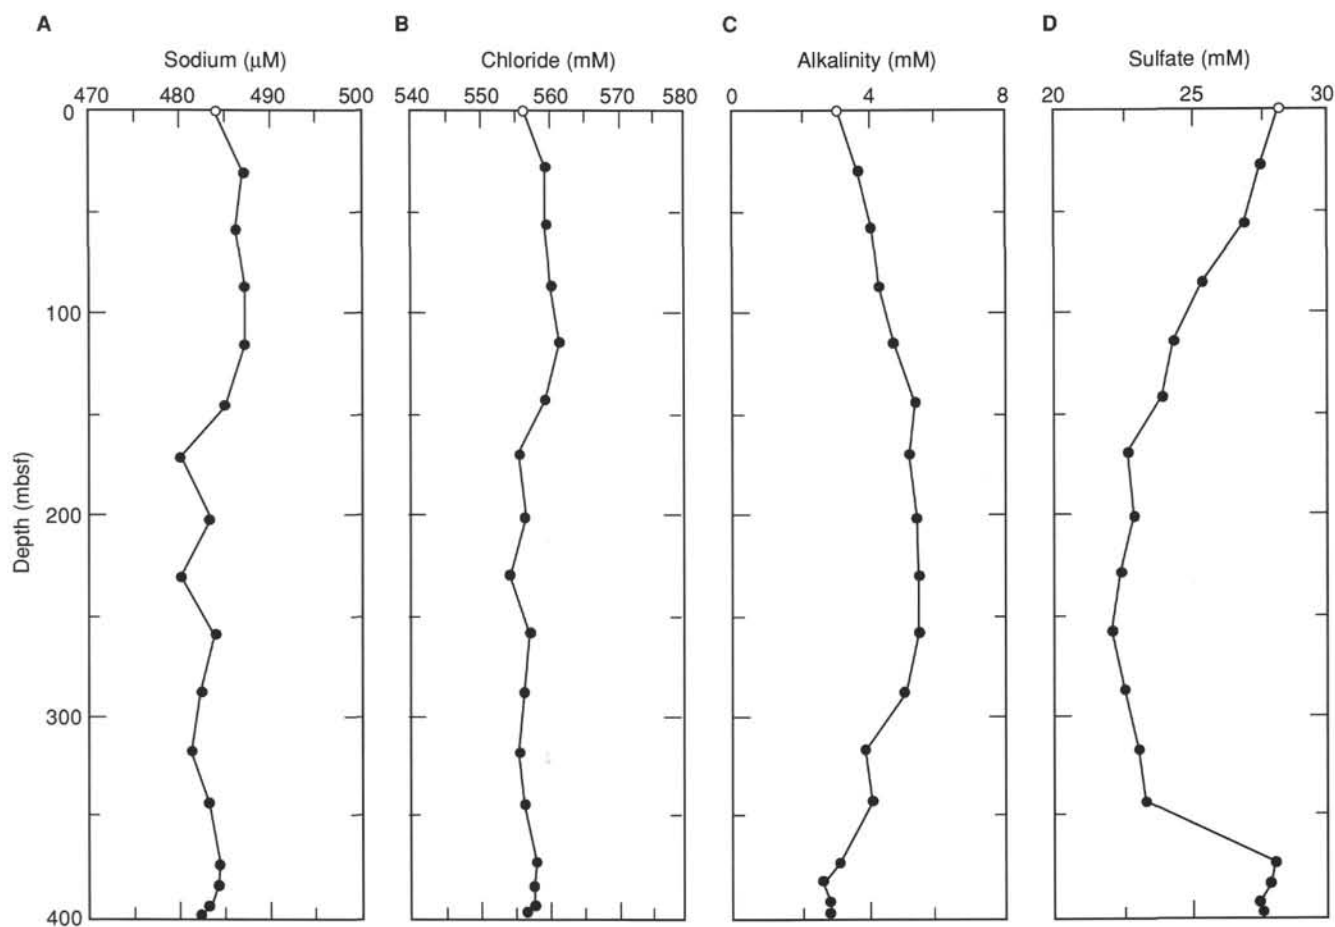 A B C D
Sodium (μM) Chloride (mM) Alkalinity (mM) Sulfate (mM)
470 480 490 500 540 550 560 570 580 0 4 8 20 25 30
0
100
200
300
400
Depth (mbsf)